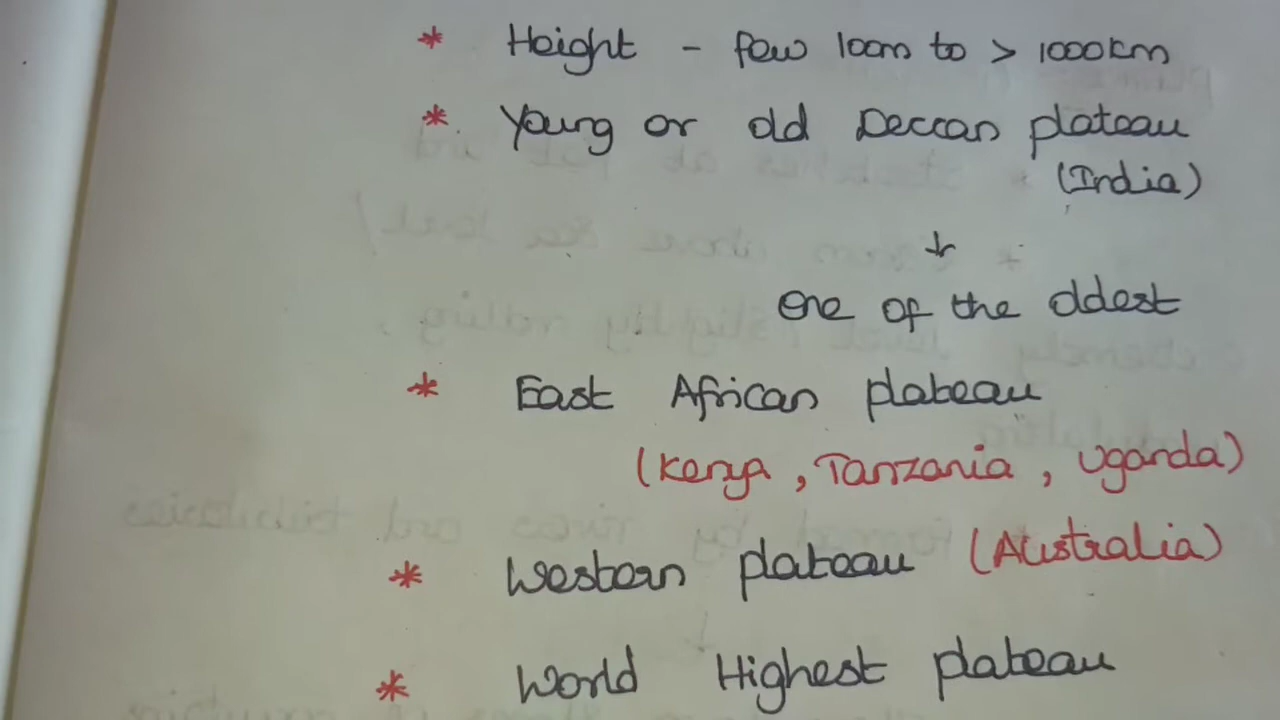 * Height - few 100m to > 1000km
* Young or old Deccan plateau
(India)
↓
one of the oldest
* East African plateau
(Kenya, Tanzania, Uganda)
* Western plateau (Australia)
* World Highest plateau